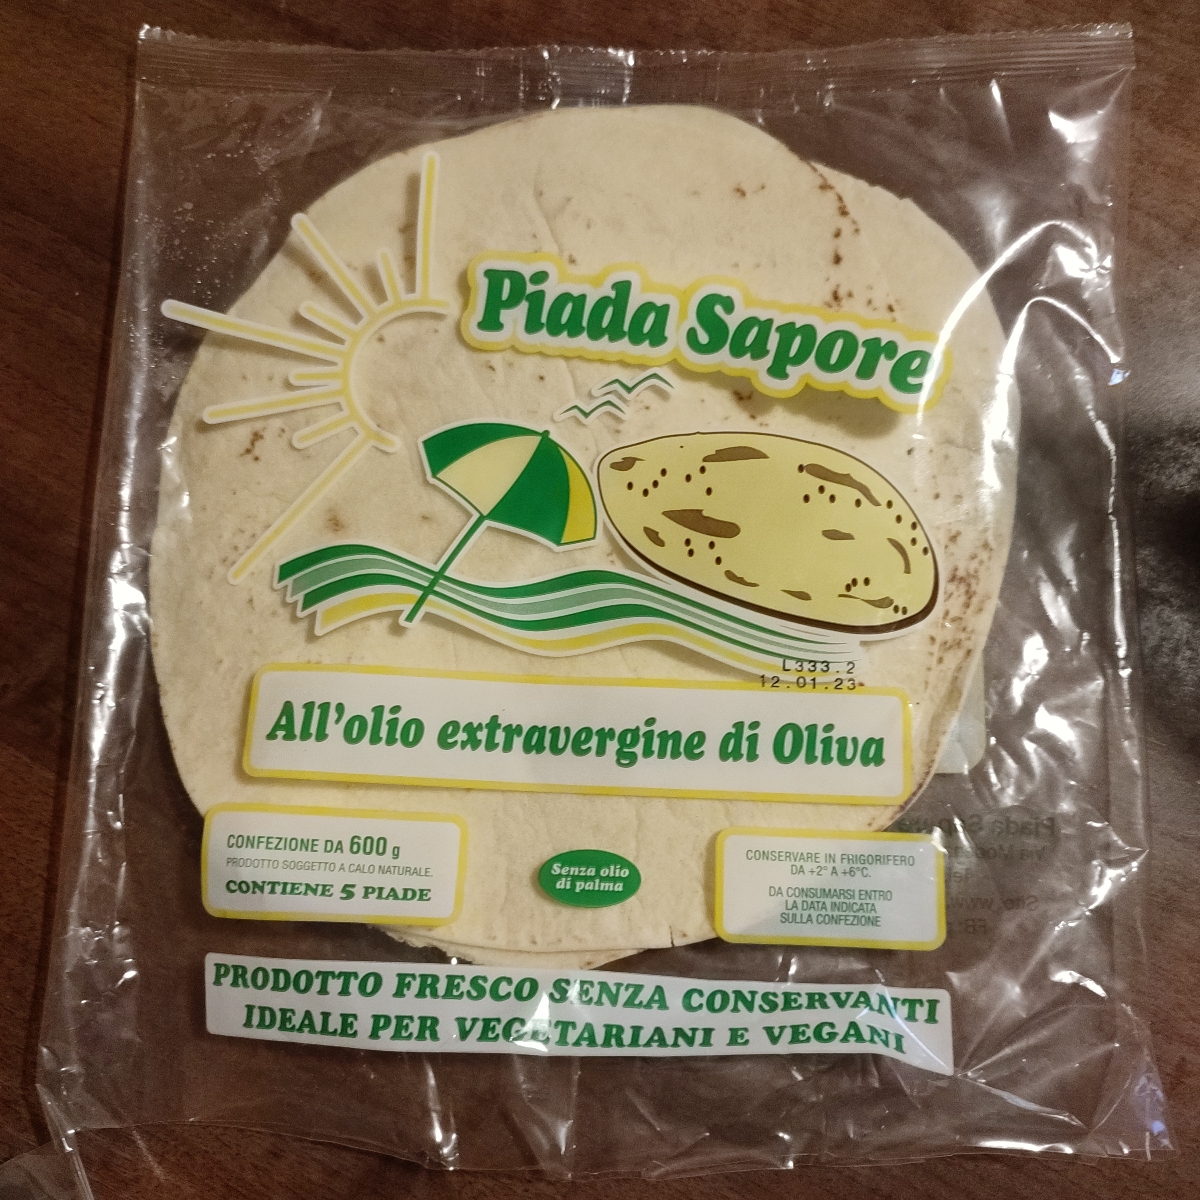 Piada Sapore
L333.2
12.01.23
All'olio extravergine di Oliva
CONFEZIONE DA 600 g
PRODOTTO SOGGETTO A CALO NATURALE.
CONTIENE 5 PIADE
Senza olio
di palma
CONSERVARE IN FRIGORIFERO
DA +2° A +6°C.
DA CONSUMARSI ENTRO
LA DATA INDICATA
SULLA CONFEZIONE
PRODOTTO FRESCO SENZA CONSERVANTI
IDEALE PER VEGETARIANI E VEGANI